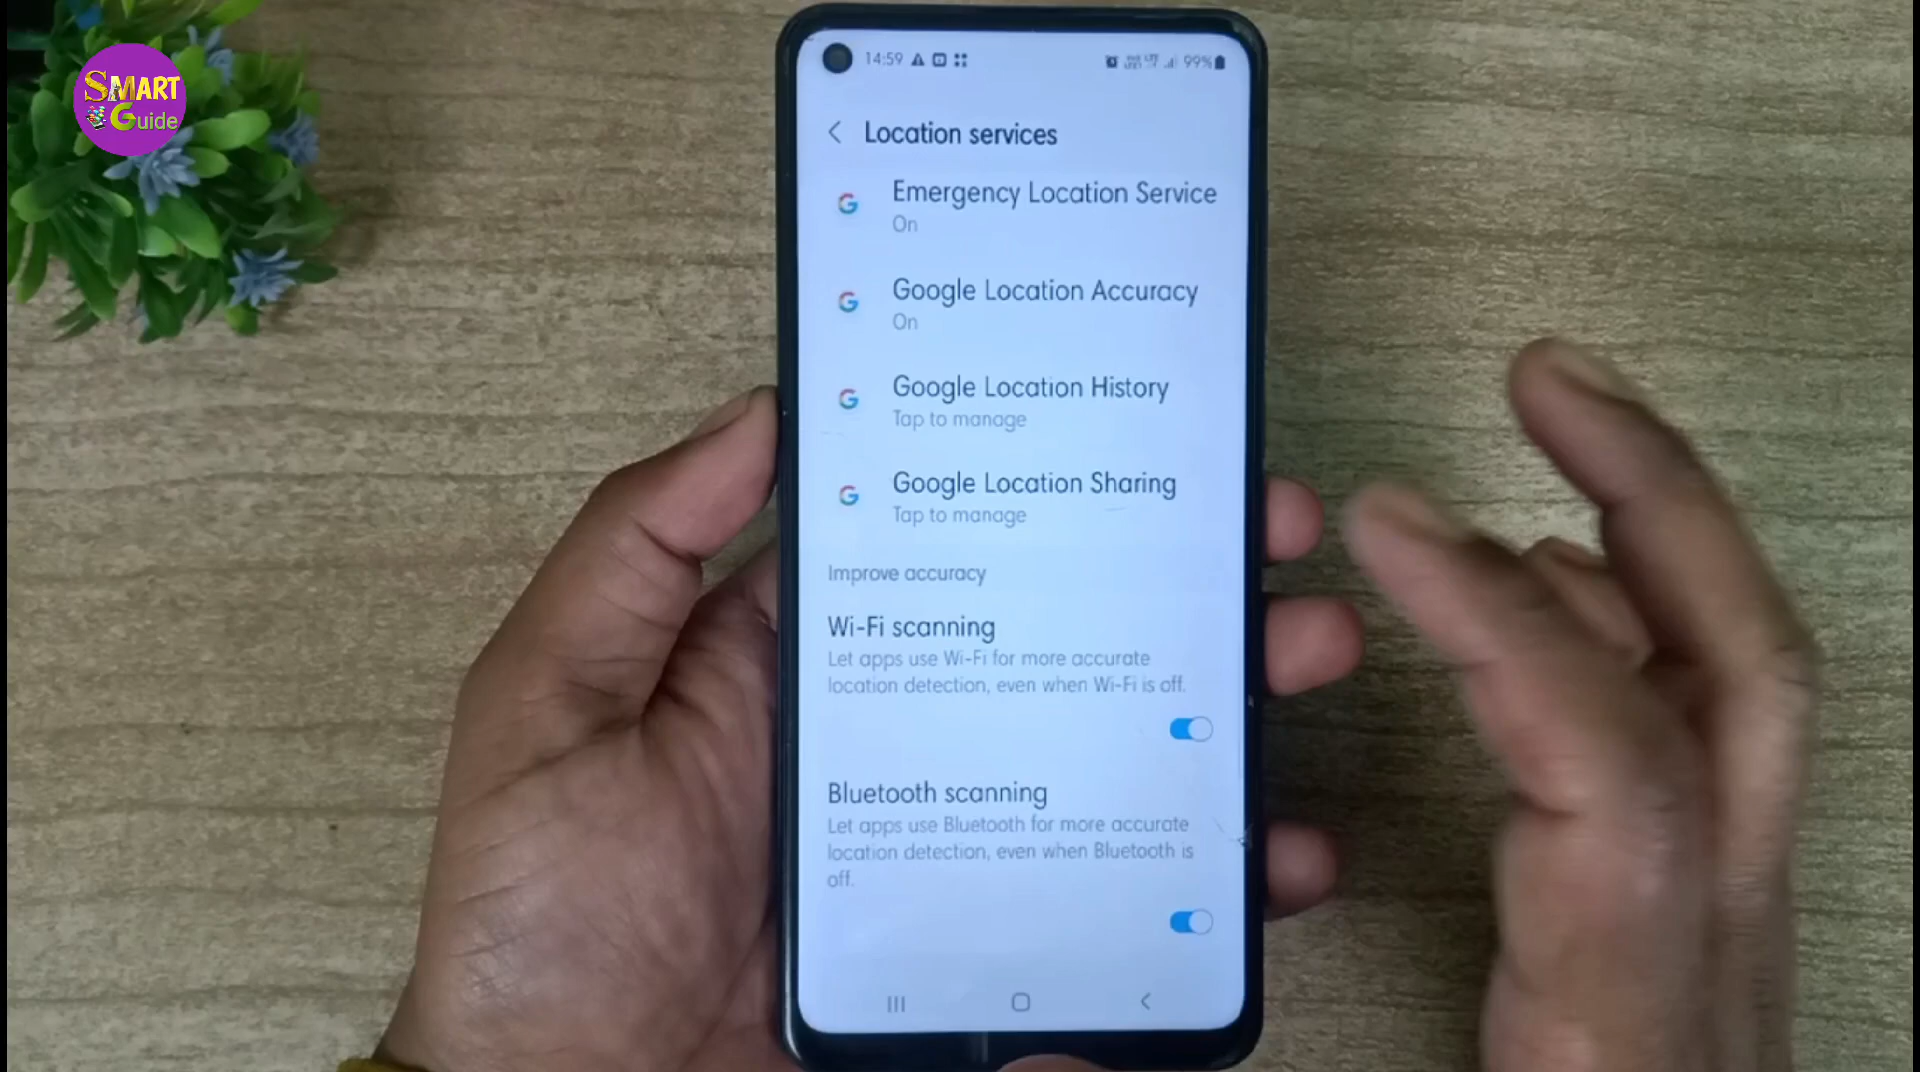 SMART
Guide
14:59
99%
Location services
Emergency Location Service
On
Google Location Accuracy
On
Google Location History
Tap to manage
Google Location Sharing
Tap to manage
Improve accuracy
Wi-Fi scanning
Let apps use Wi-Fi for more accurate
location detection, even when Wi-Fi is off.
Bluetooth scanning
Let apps use Bluetooth for more accurate
location detection, even when Bluetooth is
off.